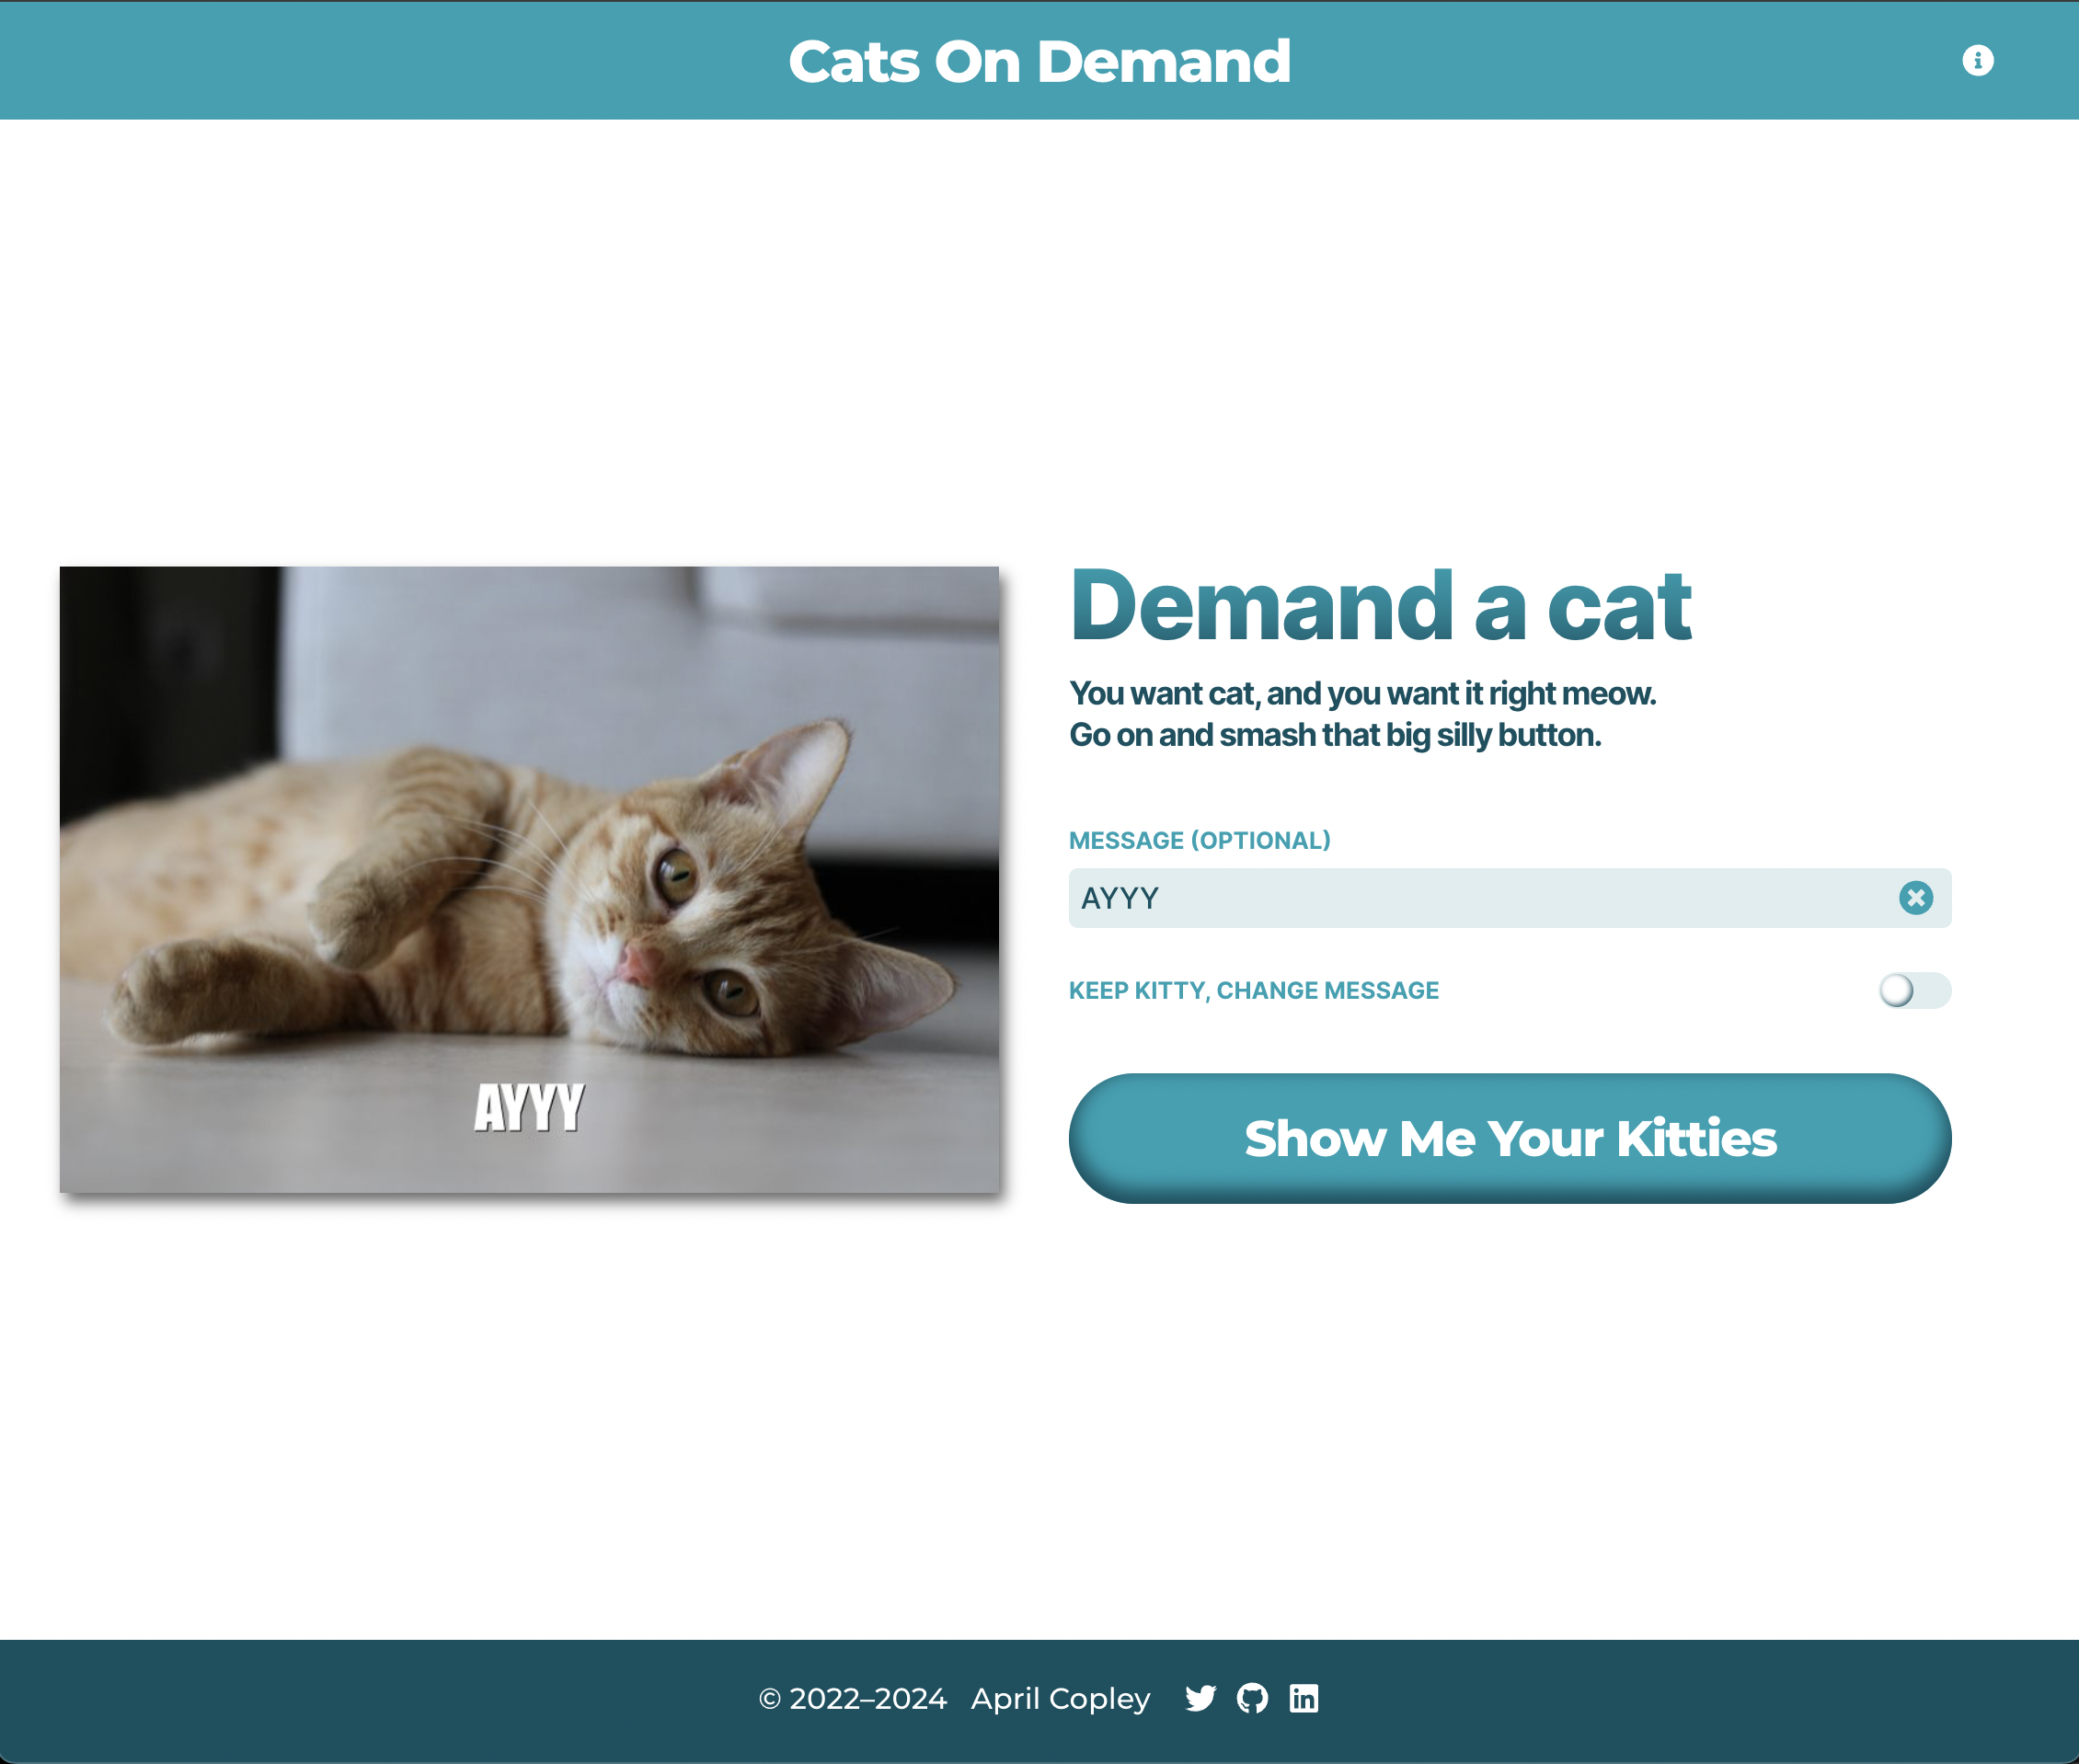 Cats On Demand
AYYY
Demand a cat
You want cat, and you want it right meow.
Go on and smash that big silly button.
MESSAGE (OPTIONAL)
AYYY
KEEP KITTY, CHANGE MESSAGE
Show Me Your Kitties
© 2022–2024 April Copley